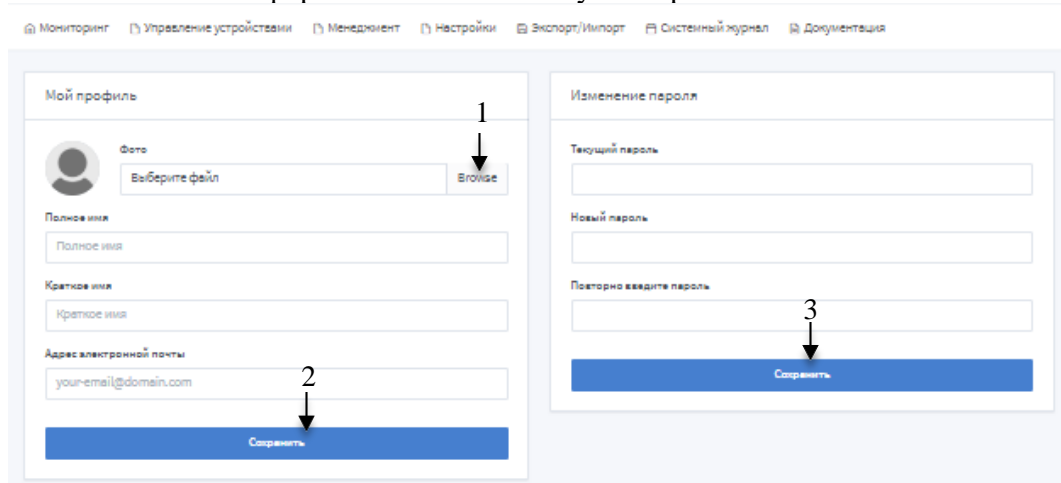 Мониторинг Управление устройствами Менеджмент Настройки Экспорт/Импорт Системный журнал Документация
Мой профиль
1
Фото
Выберите файл Browse
Полное имя
Полное имя
Краткое имя
Краткое имя
Адрес электронной почты
your-email@domain.com
2
Сохранить
Изменение пароля
Текущий пароль
Новый пароль
Повторно введите пароль
3
Сохранить